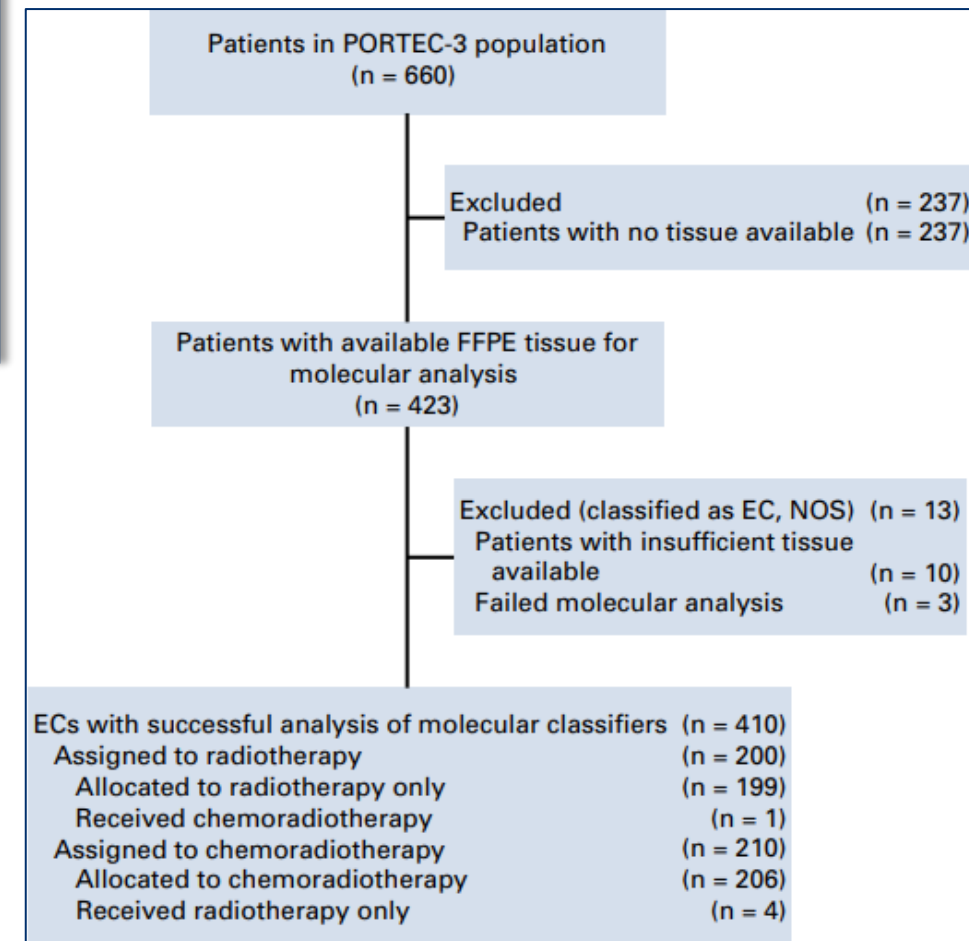 Patients in PORTEC-3 population
(n = 660)
Excluded (n = 237)
Patients with no tissue available (n = 237)
Patients with available FFPE tissue for
molecular analysis
(n = 423)
Excluded (classified as EC, NOS) (n = 13)
Patients with insufficient tissue
available (n = 10)
Failed molecular analysis (n = 3)
ECs with successful analysis of molecular classifiers (n = 410)
Assigned to radiotherapy (n = 200)
Allocated to radiotherapy only (n = 199)
Received chemoradiotherapy (n = 1)
Assigned to chemoradiotherapy (n = 210)
Allocated to chemoradiotherapy (n = 206)
Received radiotherapy only (n = 4)